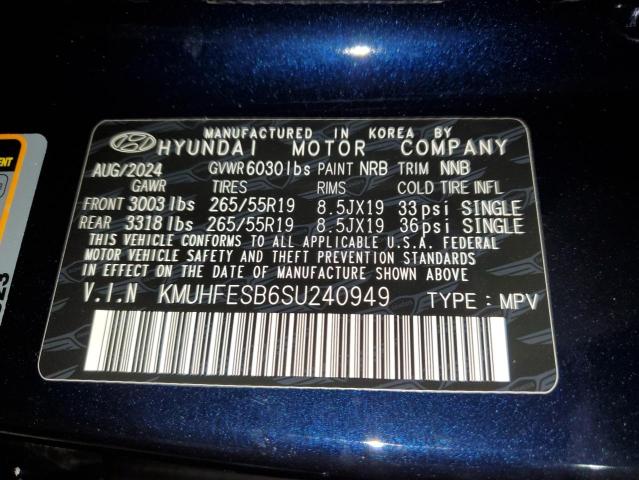 MANUFACTURED IN KOREA BY
HYUNDAI MOTOR COMPANY
AUG/2024 GVWR 6030lbs PAINT NRB TRIM NNB
GAWR TIRES RIMS COLD TIRE INFL
FRONT 3003 lbs 265/55R19 8.5JX19 33 psi SINGLE
REAR 3318 lbs 265/55R19 8.5JX19 36 psi SINGLE
THIS VEHICLE CONFORMS TO ALL APPLICABLE U.S.A. FEDERAL
MOTOR VEHICLE SAFETY AND THEFT PREVENTION STANDARDS
IN EFFECT ON THE DATE OF MANUFACTURE SHOWN ABOVE.
V.I.N KMUHFESB6SU240949 TYPE : MPV